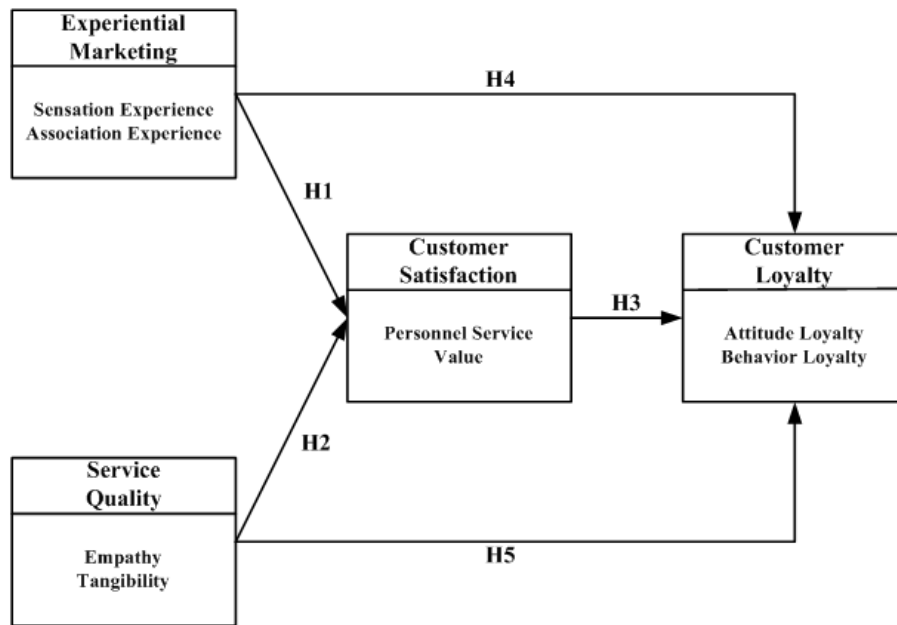 Experiential
Marketing
Sensation Experience
Association Experience
H4
H1
Customer
Satisfaction
Personnel Service
Value
H3
Customer
Loyalty
Attitude Loyalty
Behavior Loyalty
H2
Service
Quality
Empathy
Tangibility
H5